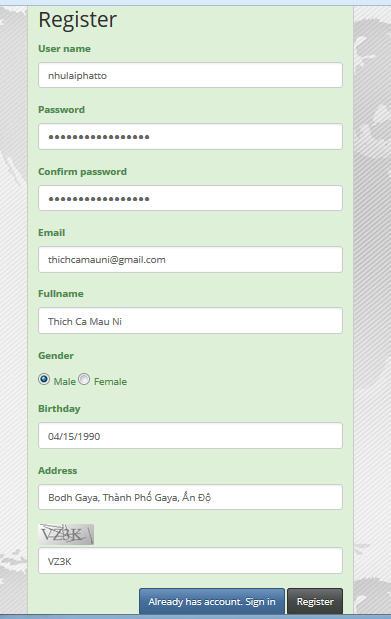 Register
User name
nhulaiphatto
Password
•••••••••••••••••
Confirm password
•••••••••••••••••
Email
thichcamauni@gmail.com
Fullname
Thich Ca Mau Ni
Gender
Male Female
Birthday
04/15/1990
Address
Bodh Gaya, Thành Phố Gaya, Ấn Độ
VZ3K
VZ3K
Already has account. Sign in Register